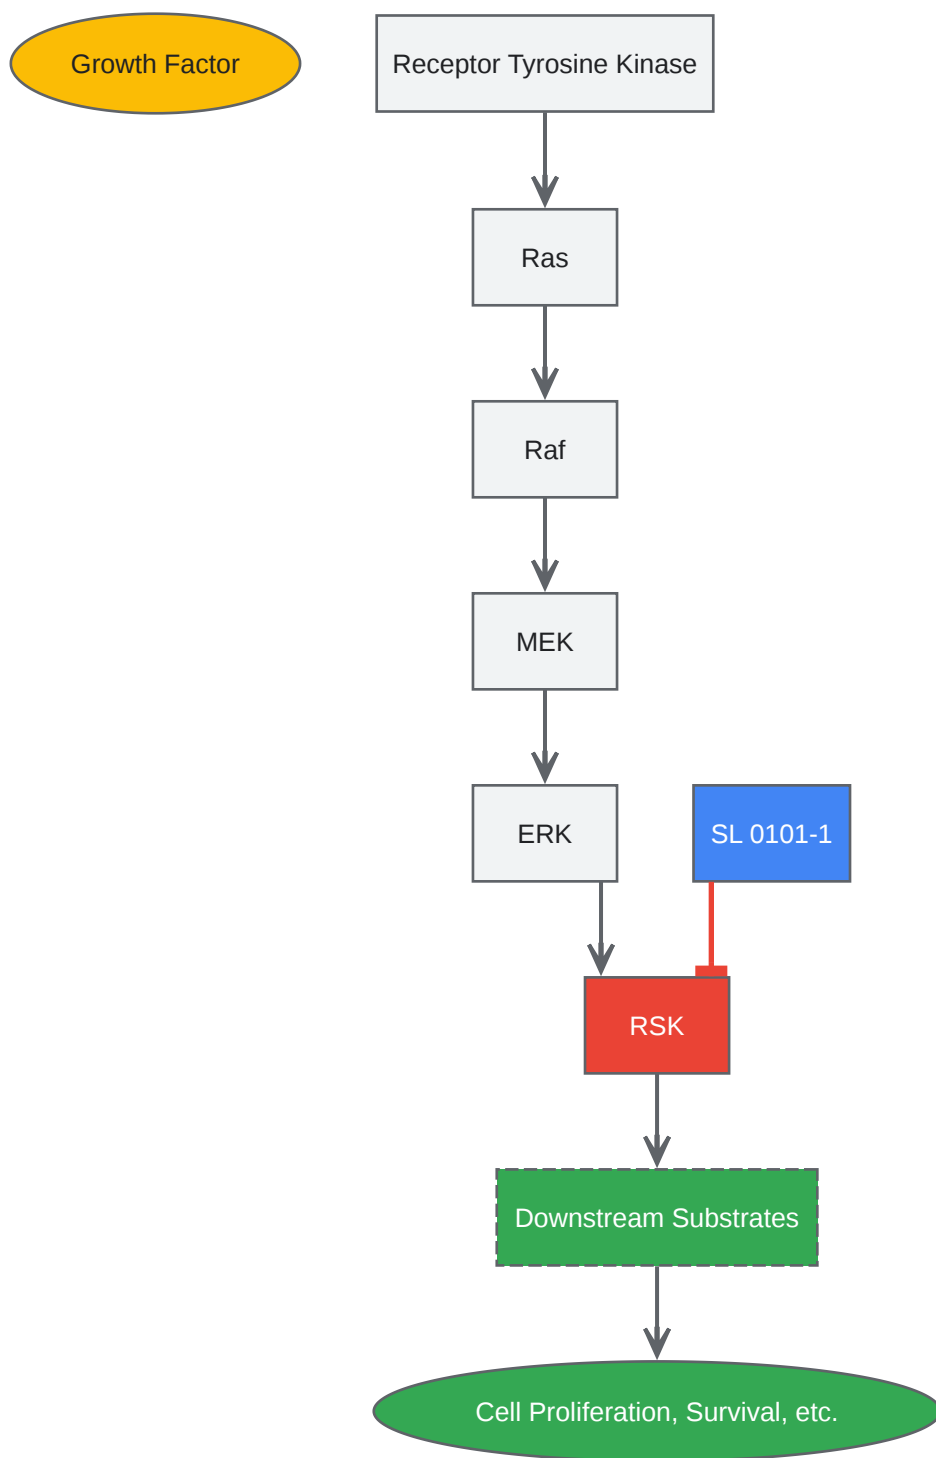 Growth Factor
Receptor Tyrosine Kinase
Ras
Raf
MEK
ERK
SL 0101-1
RSK
Downstream Substrates
Cell Proliferation, Survival, etc.